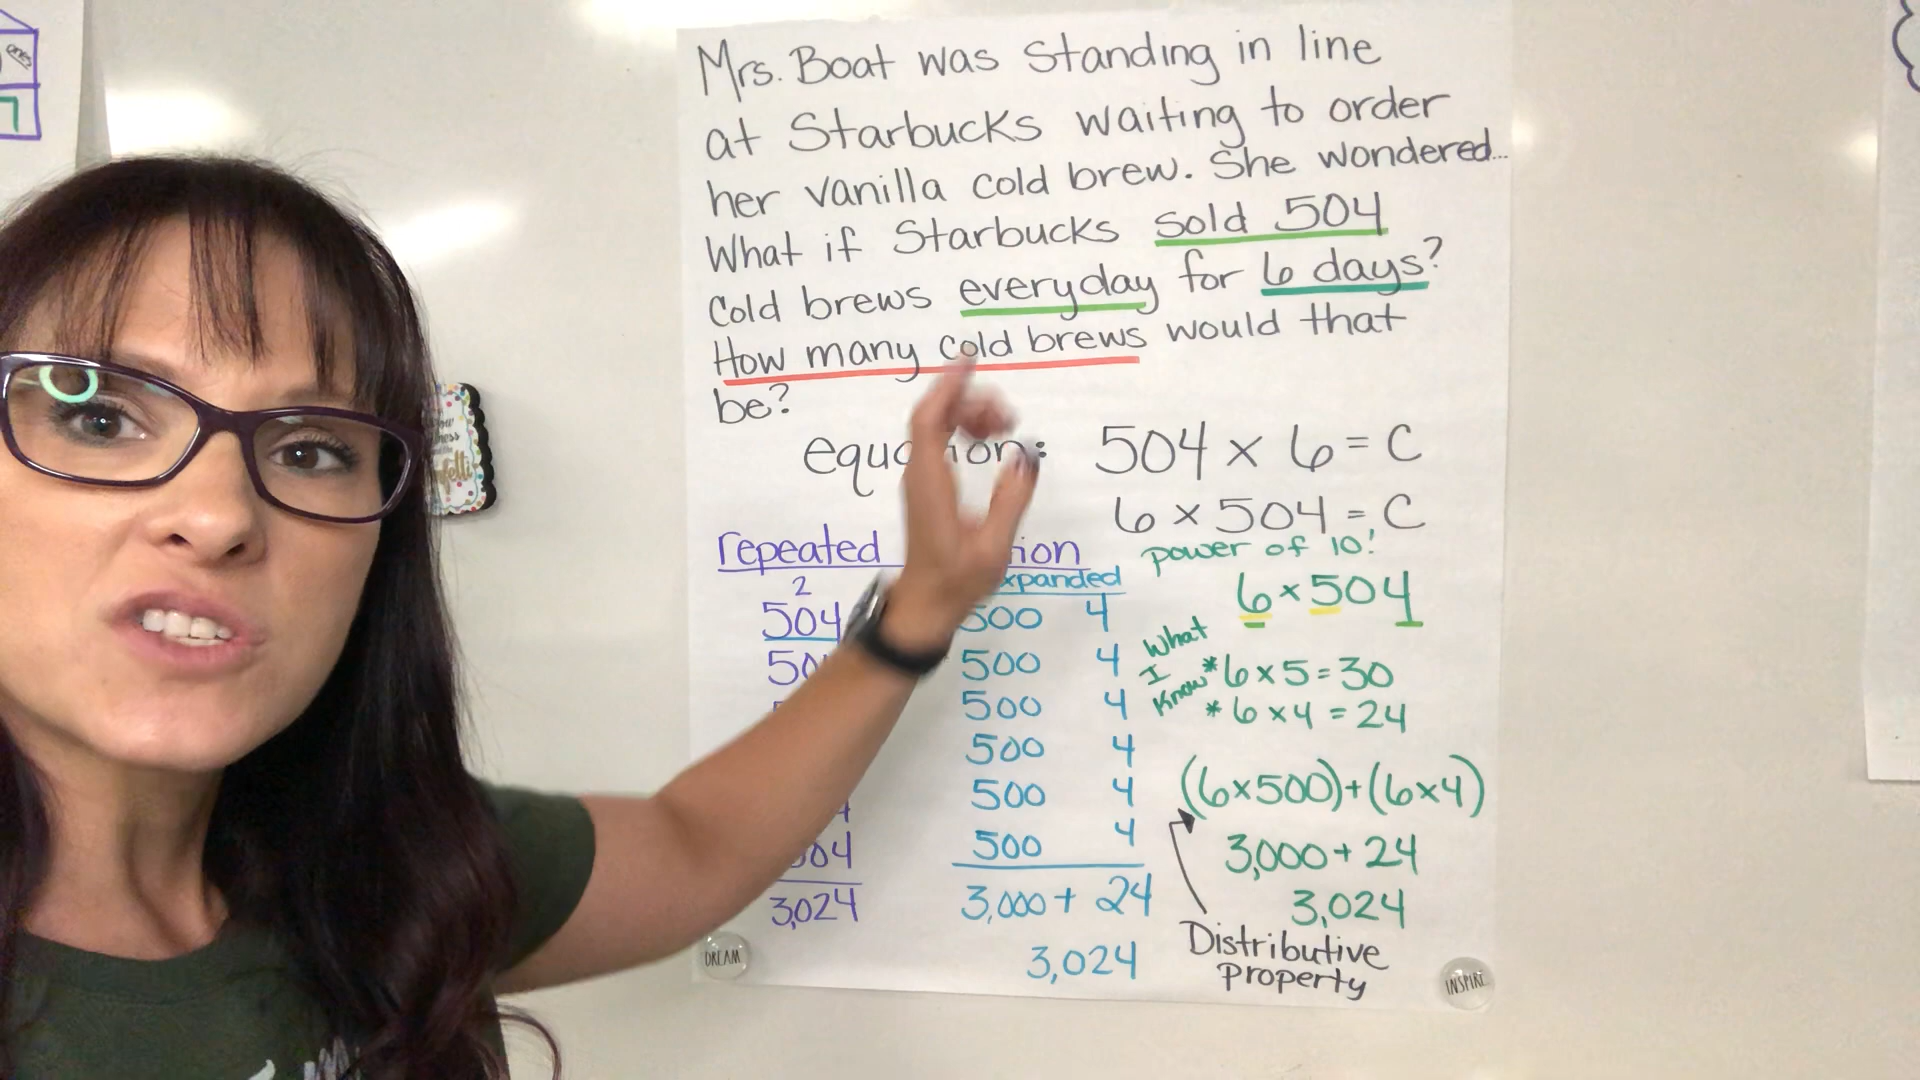 Mrs. Boat was standing in line
at Starbucks waiting to order
her vanilla cold brew. She wondered...
What if Starbucks sold 504
Cold brews everyday for 6 days?
How many cold brews would that
be?
504 × 6 = C
6 × 504 = C
repeated
2
504
504
3,024
500 4
500 4
500 4
500 4
500 4
500 4
3,000 + 24
3,024
power of 10!
6 × 504
What
I
Know
* 6 × 5 = 30
* 6 × 4 = 24
(6×500)+(6×4)
3,000 + 24
3,024
Distributive
Property
DREAM
INSPIRE
ones